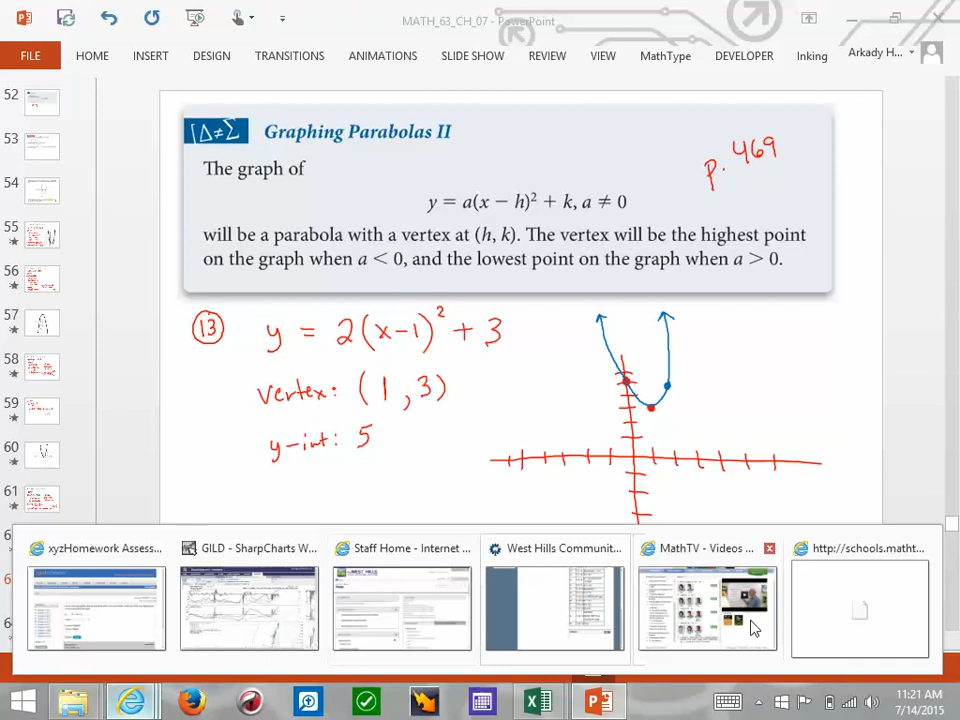 MATH_63_CH_07 - PowerPoint
FILE HOME INSERT DESIGN TRANSITIONS ANIMATIONS SLIDE SHOW REVIEW VIEW MathType DEVELOPER Inking Arkady H...
52
53
54
55
56
57
58
59
60
61
[Δ≠Σ Graphing Parabolas II
p. 469
The graph of
y = a(x − h)² + k, a ≠ 0
will be a parabola with a vertex at (h, k). The vertex will be the highest point
on the graph when a < 0, and the lowest point on the graph when a > 0.
13 y = 2(x-1)² + 3
vertex: (1, 3)
y-int: 5
xyzHomework Assess...
GILD - SharpCharts W...
Staff Home - Internet ...
West Hills Communit...
MathTV - Videos ...
http://schools.matht...
11:21 AM
7/14/2015